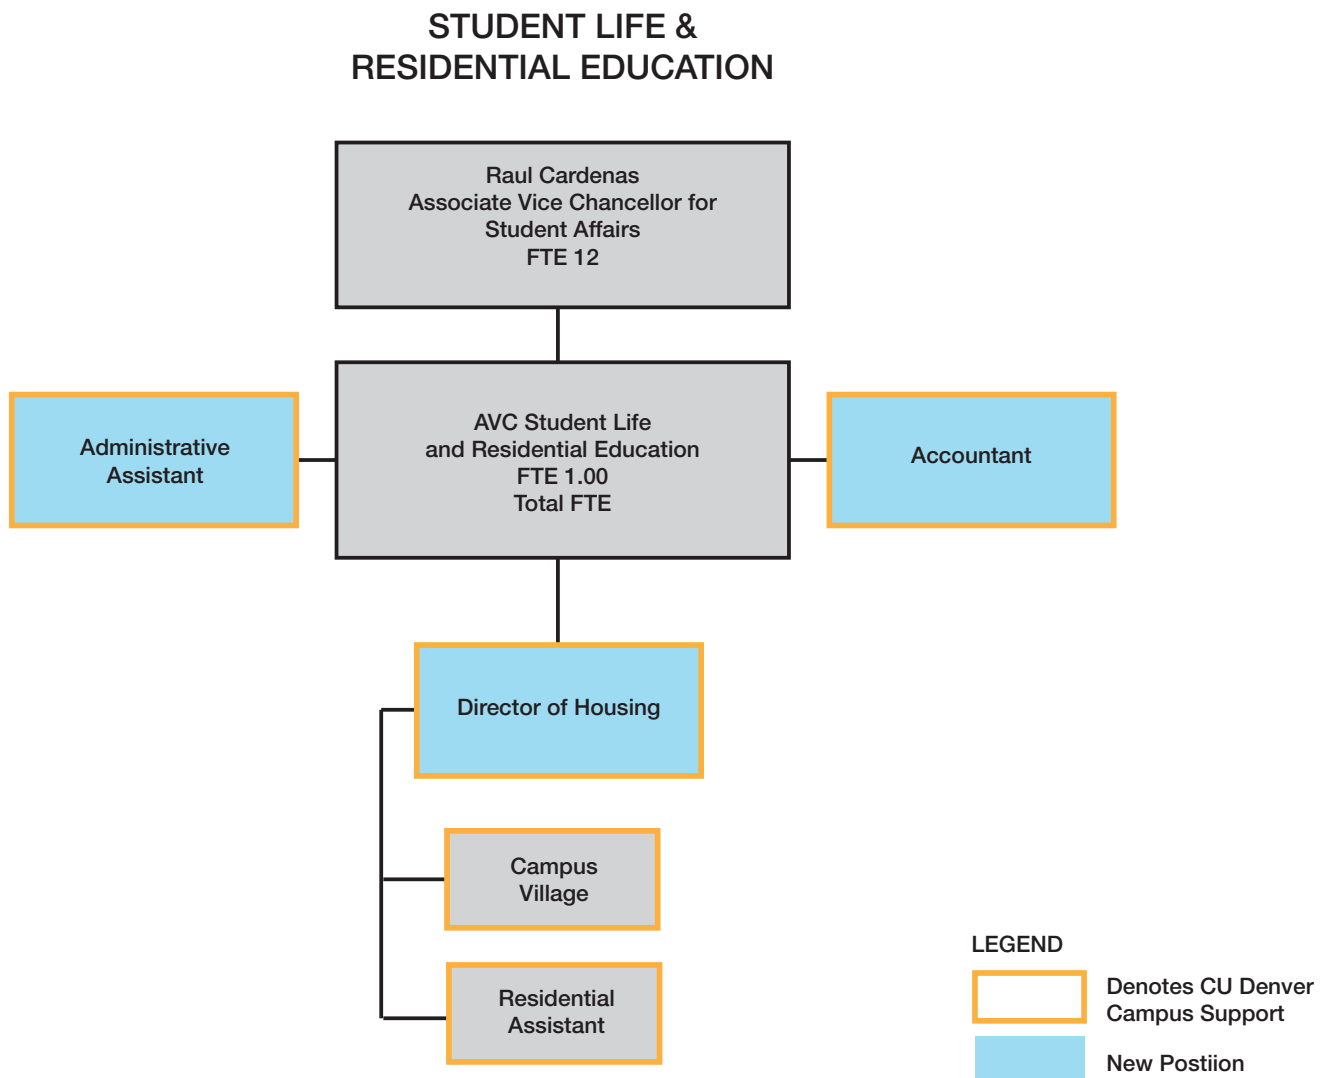 STUDENT LIFE &
RESIDENTIAL EDUCATION
Raul Cardenas
Associate Vice Chancellor for
Student Affairs
FTE 12
Administrative
Assistant
AVC Student Life
and Residential Education
FTE 1.00
Total FTE
Accountant
Director of Housing
Campus
Village
Residential
Assistant
LEGEND
Denotes CU Denver
Campus Support
New Postiion